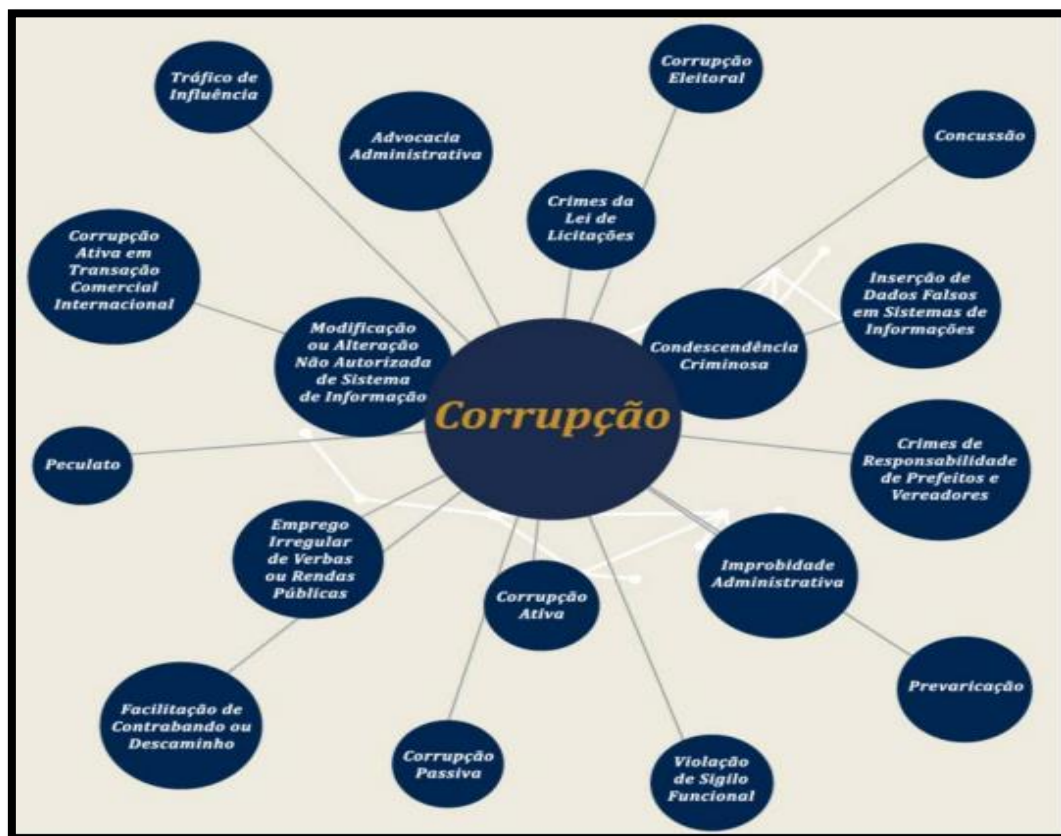 Tráfico de
Influência
Corrupção
Eleitoral
Advocacia
Administrativa
Concussão
Crimes da
Lei de
Licitações
Corrupção
Ativa em
Transação
Comercial
Internacional
Inserção de
Dados Falsos
em Sistemas de
Informações
Modificação
ou Alteração
Não Autorizada
de Sistema
de Informação
Condescendência
Criminosa
Corrupção
Peculato
Crimes de
Responsabilidade
de Prefeitos e
Vereadores
Emprego
Irregular
de Verbas
ou Rendas
Públicas
Corrupção
Ativa
Improbidade
Administrativa
Prevaricação
Facilitação de
Contrabando ou
Descaminho
Corrupção
Passiva
Violação
de Sigilo
Funcional